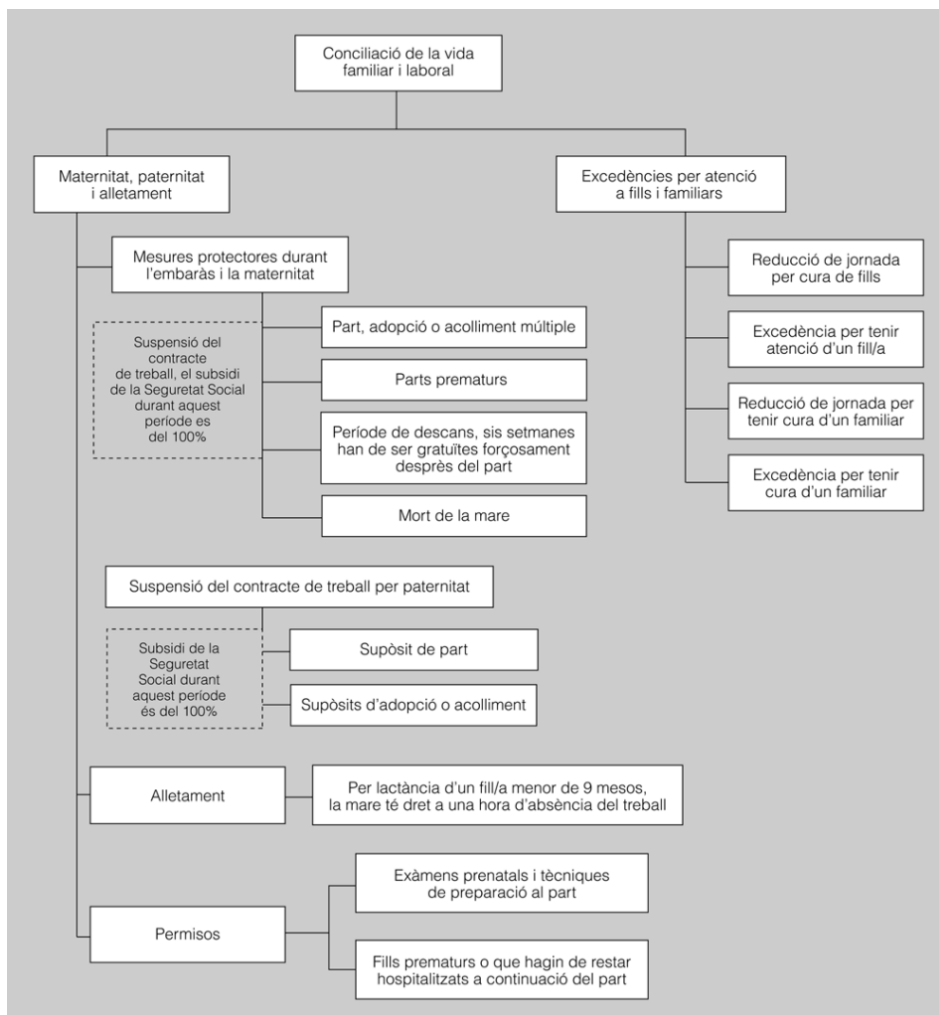 Conciliació de la vida
familiar i laboral
Maternitat, paternitat
i alletament
Excedències per atenció
a fills i familiars
Mesures protectores durant
l'embaràs i la maternitat
Suspensió del
contracte
de treball, el subsidi
de la Seguretat Social
durant aquest
període es
del 100%
Part, adopció o acolliment múltiple
Parts prematurs
Període de descans, sis setmanes
han de ser gratuïtes forçosament
desprès del part
Mort de la mare
Reducció de jornada
per cura de fills
Excedència per tenir
atenció d'un fill/a
Reducció de jornada per
tenir cura d'un familiar
Excedència per tenir
cura d'un familiar
Suspensió del contracte de treball per paternitat
Subsidi de la
Seguretat
Social durant
aquest període
és del 100%
Supòsit de part
Supòsits d'adopció o acolliment
Alletament
Per lactància d'un fill/a menor de 9 mesos,
la mare té dret a una hora d'absència del treball
Permisos
Exàmens prenatals i tècniques
de preparació al part
Fills prematurs o que hagin de restar
hospitalitzats a continuació del part